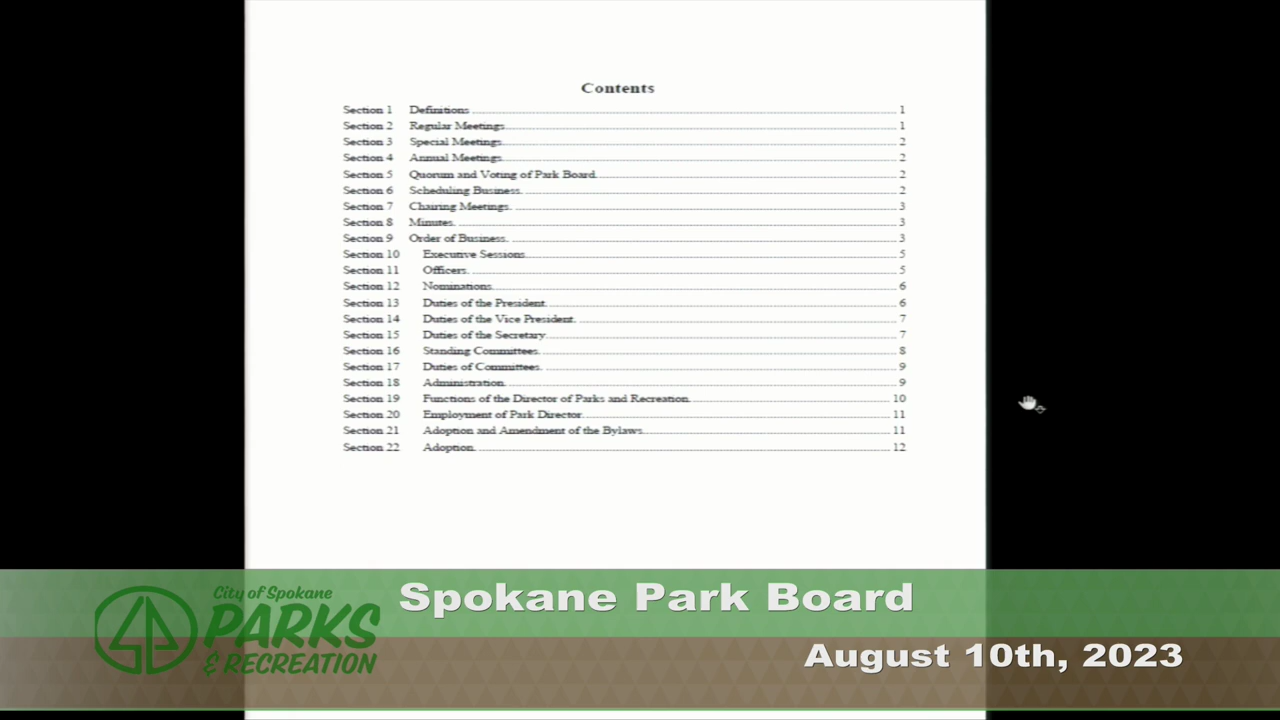 Contents
Section 1 Definitions 1
Section 2 Regular Meetings 1
Section 3 Special Meetings 2
Section 4 Annual Meetings 2
Section 5 Quorum and Voting of Park Board. 2
Section 6 Scheduling Business. 2
Section 7 Chairing Meetings. 3
Section 8 Minutes. 3
Section 9 Order of Business. 3
Section 10 Executive Sessions 5
Section 11 Officers. 5
Section 12 Nominations 6
Section 13 Duties of the President. 6
Section 14 Duties of the Vice President. 7
Section 15 Duties of the Secretary. 7
Section 16 Standing Committees. 8
Section 17 Duties of Committees. 9
Section 18 Administration. 9
Section 19 Functions of the Director of Parks and Recreation. 10
Section 20 Employment of Park Director 11
Section 21 Adoption and Amendment of the Bylaws. 11
Section 22 Adoption. 12
City of Spokane
PARKS
& RECREATION
Spokane Park Board
August 10th, 2023